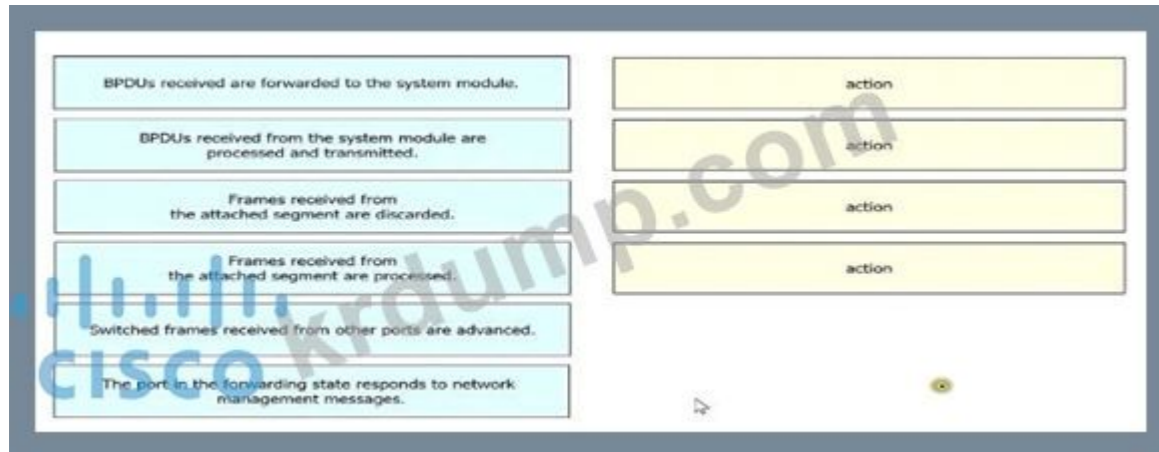 BPDUs received are forwarded to the system module.
BPDUs received from the system module are
processed and transmitted.
Frames received from
the attached segment are discarded.
Frames received from
the attached segment are processed.
Switched frames received from other ports are advanced.
The port in the forwarding state responds to network
management messages.
action
action
action
action
krdump.com
CISCO